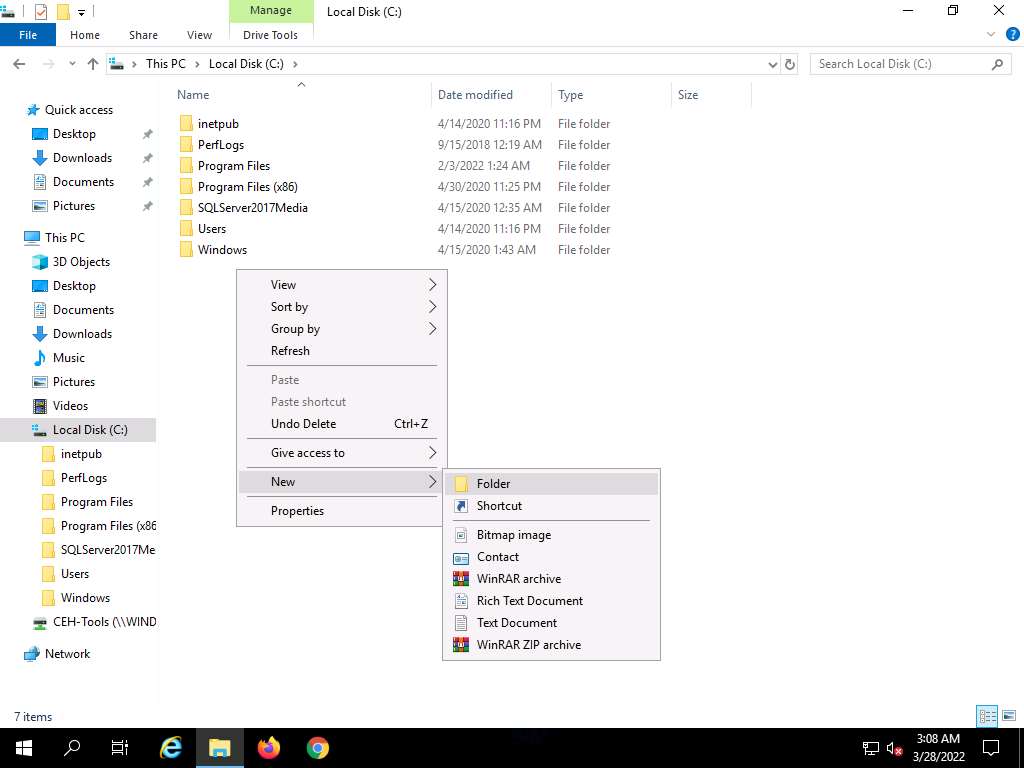 Manage
Local Disk (C:)
File
Home
Share
View
Drive Tools
This PC
Local Disk (C:)
Search Local Disk (C:)
Name
Date modified
Type
Size
inetpub 4/14/2020 11:16 PM File folder
PerfLogs 9/15/2018 12:19 AM File folder
Program Files 2/3/2022 1:24 AM File folder
Program Files (x86) 4/30/2020 11:25 PM File folder
SQLServer2017Media 4/15/2020 12:35 AM File folder
Users 4/14/2020 11:16 PM File folder
Windows 4/15/2020 1:43 AM File folder
Quick access
Desktop
Downloads
Documents
Pictures
This PC
3D Objects
Desktop
Documents
Downloads
Music
Pictures
Videos
Local Disk (C:)
inetpub
PerfLogs
Program Files
Program Files (x86
SQLServer2017Me
Users
Windows
CEH-Tools (\\WIND
Network
View
Sort by
Group by
Refresh
Paste
Paste shortcut
Undo Delete Ctrl+Z
Give access to
New
Properties
Folder
Shortcut
Bitmap image
Contact
WinRAR archive
Rich Text Document
Text Document
WinRAR ZIP archive
7 items
3:08 AM
3/28/2022